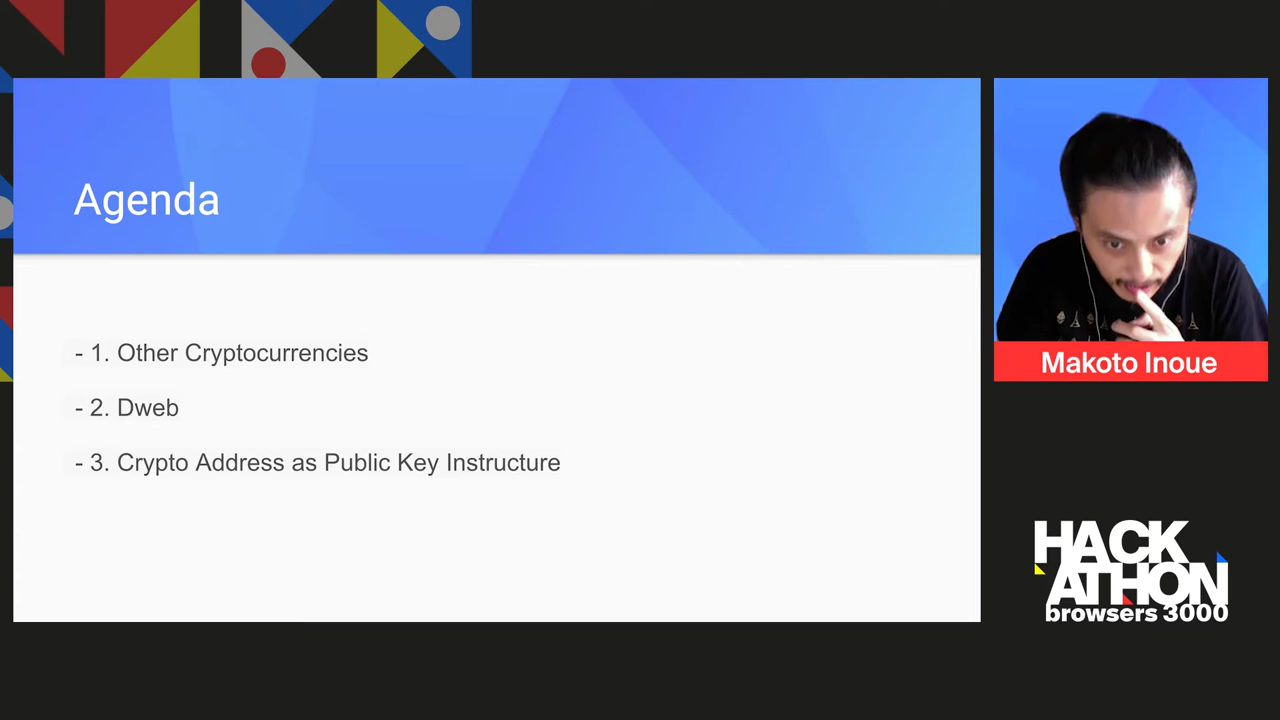 Agenda
- 1. Other Cryptocurrencies
- 2. Dweb
- 3. Crypto Address as Public Key Instructure
Makoto Inoue
HACK
ATHON
browsers 3000